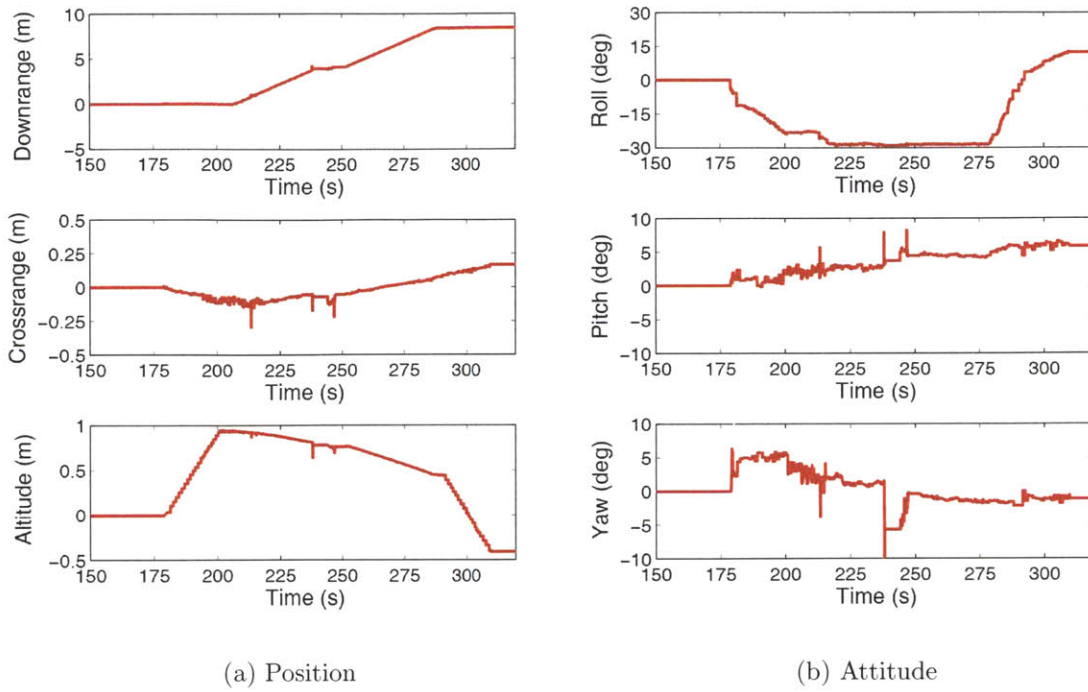 Downrange (m)
10
5
0
−5
150 175 200 225 250 275 300
Time (s)
Crossrange (m)
0.5
0.25
0
−0.25
−0.5
150 175 200 225 250 275 300
Time (s)
Altitude (m)
1
0.5
0
−0.5
150 175 200 225 250 275 300
Time (s)
(a) Position
Roll (deg)
30
15
0
−15
−30
150 175 200 225 250 275 300
Time (s)
Pitch (deg)
10
5
0
−5
−10
150 175 200 225 250 275 300
Time (s)
Yaw (deg)
10
5
0
−5
−10
150 175 200 225 250 275 300
Time (s)
(b) Attitude